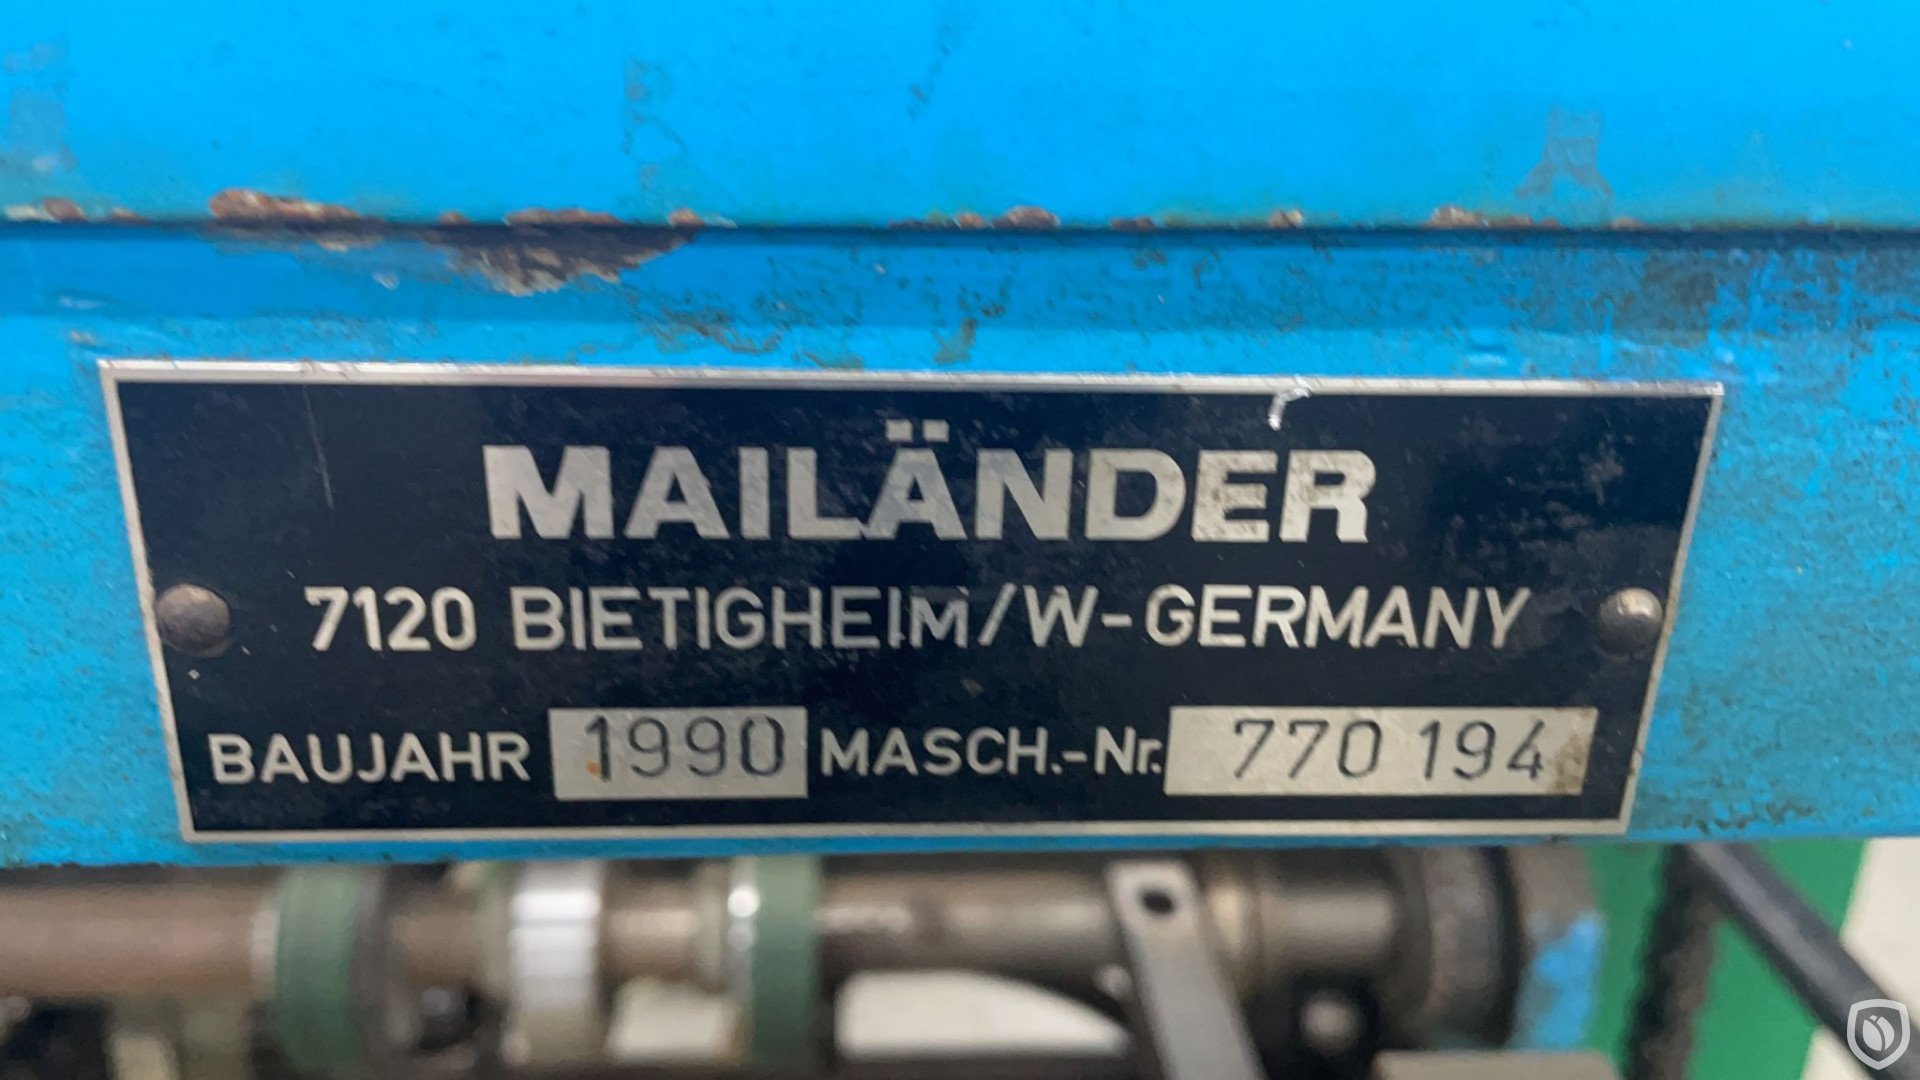 MAILÄNDER
7120 BIETIGHEIM/W-GERMANY
BAUJAHR 1990 MASCH.-Nr. 770 194